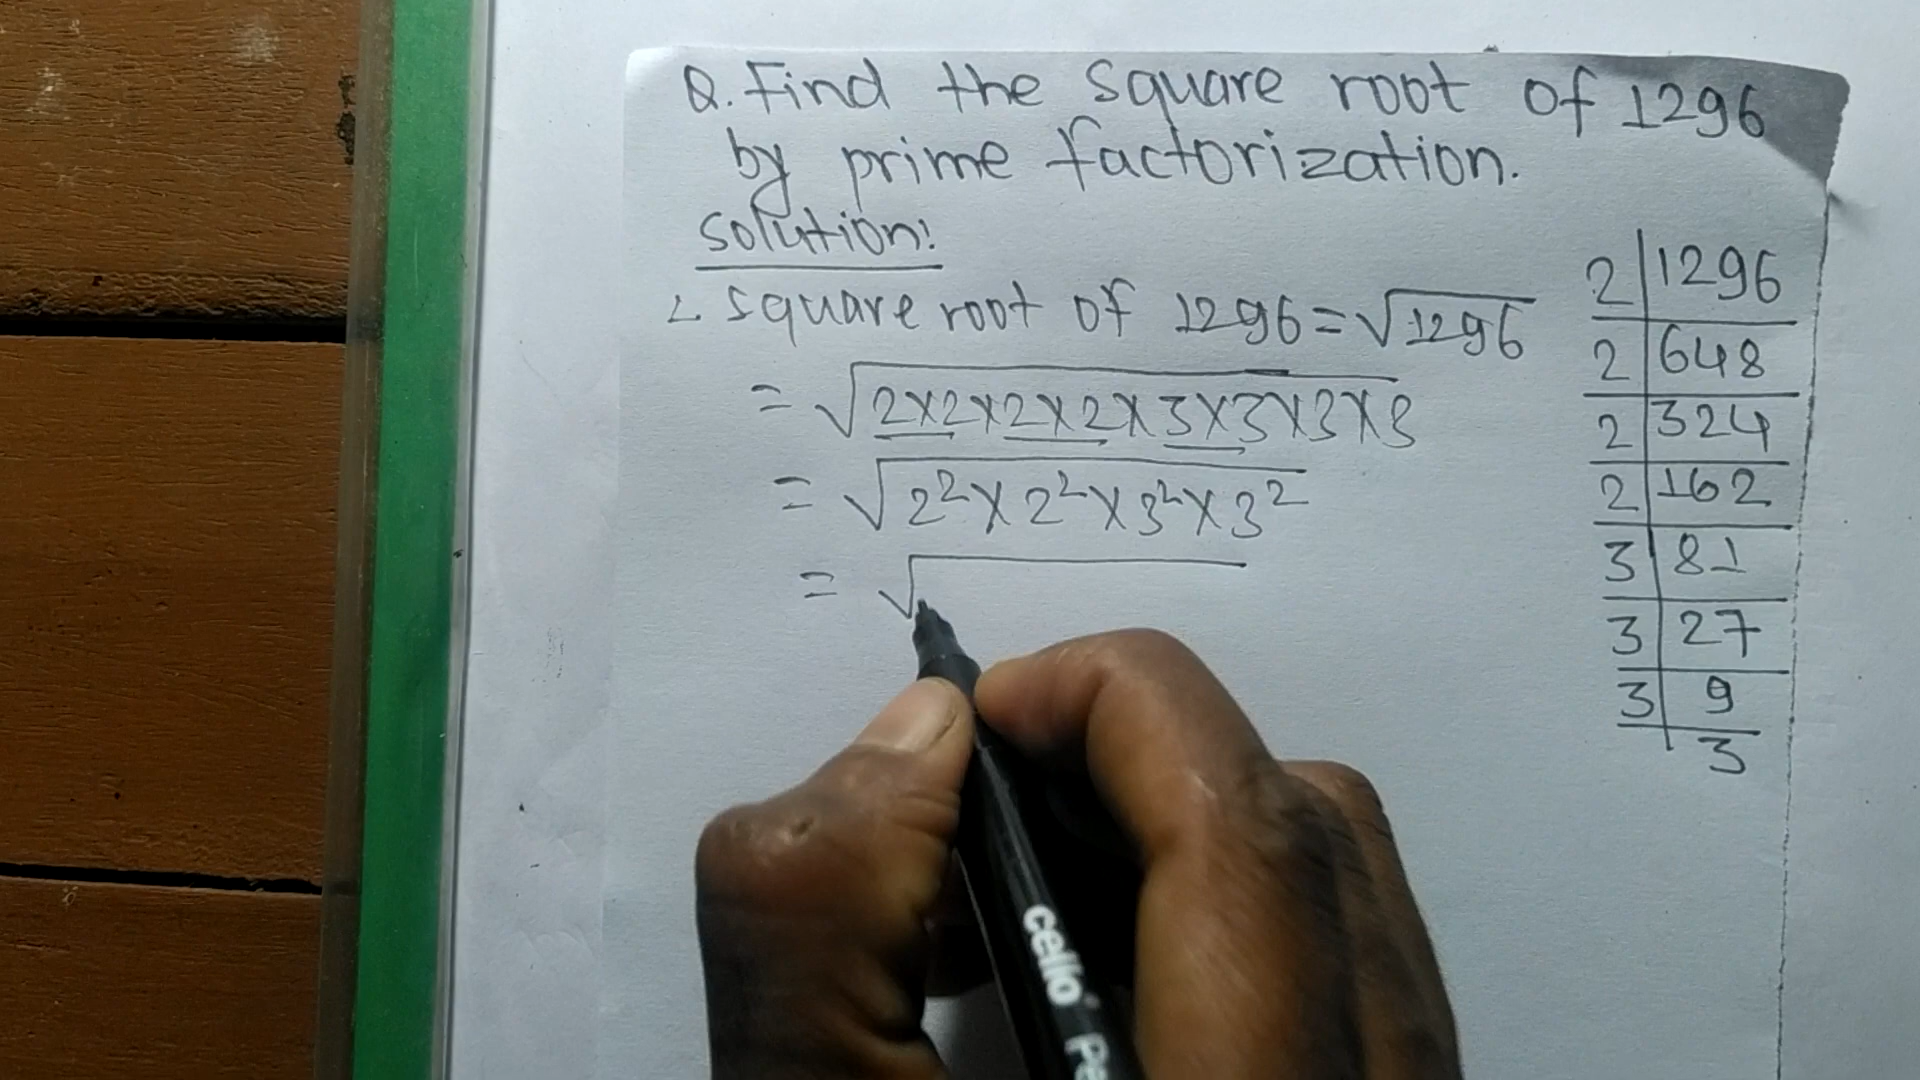 Q. Find the square root of 1296
by prime factorization.
Solution:
∴ square root of 1296 = √1296
= √2×2×2×2×3×3×3×3
= √2²×2²×3²×3²
= √
2 | 1296
2 | 648
2 | 324
2 | 162
3 | 81
3 | 27
3 | 9
3
cello